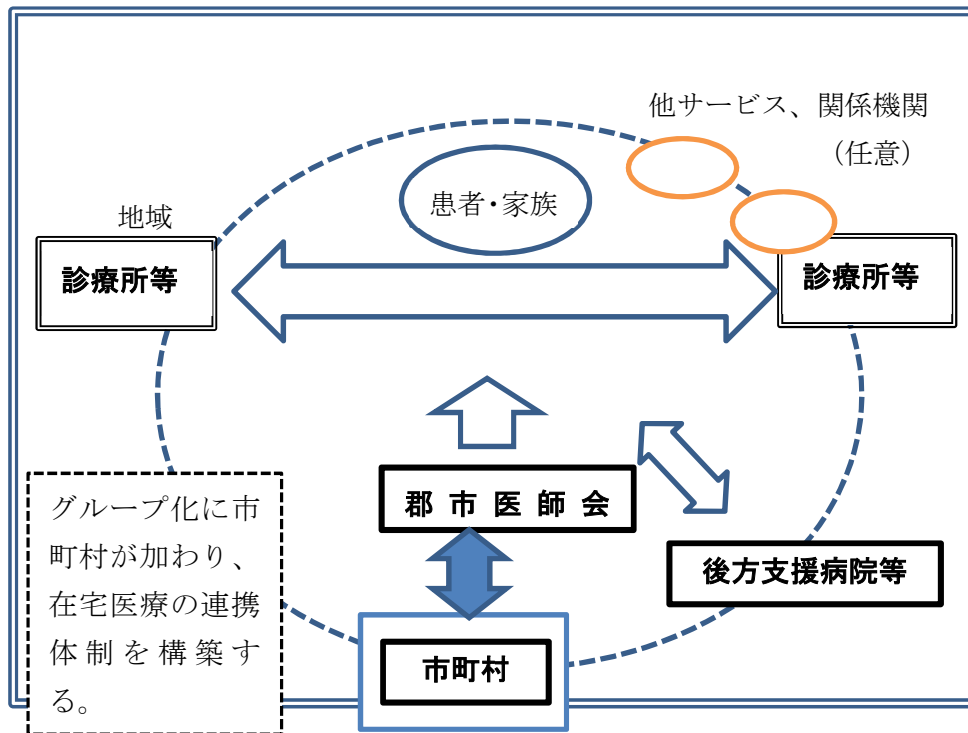 他サービス、関係機関
（任意）
患者・家族
地域
診療所等
診療所等
郡市医師会
グループ化に市
町村が加わり、
在宅医療の連携
体制を構築す
る。
後方支援病院等
市町村